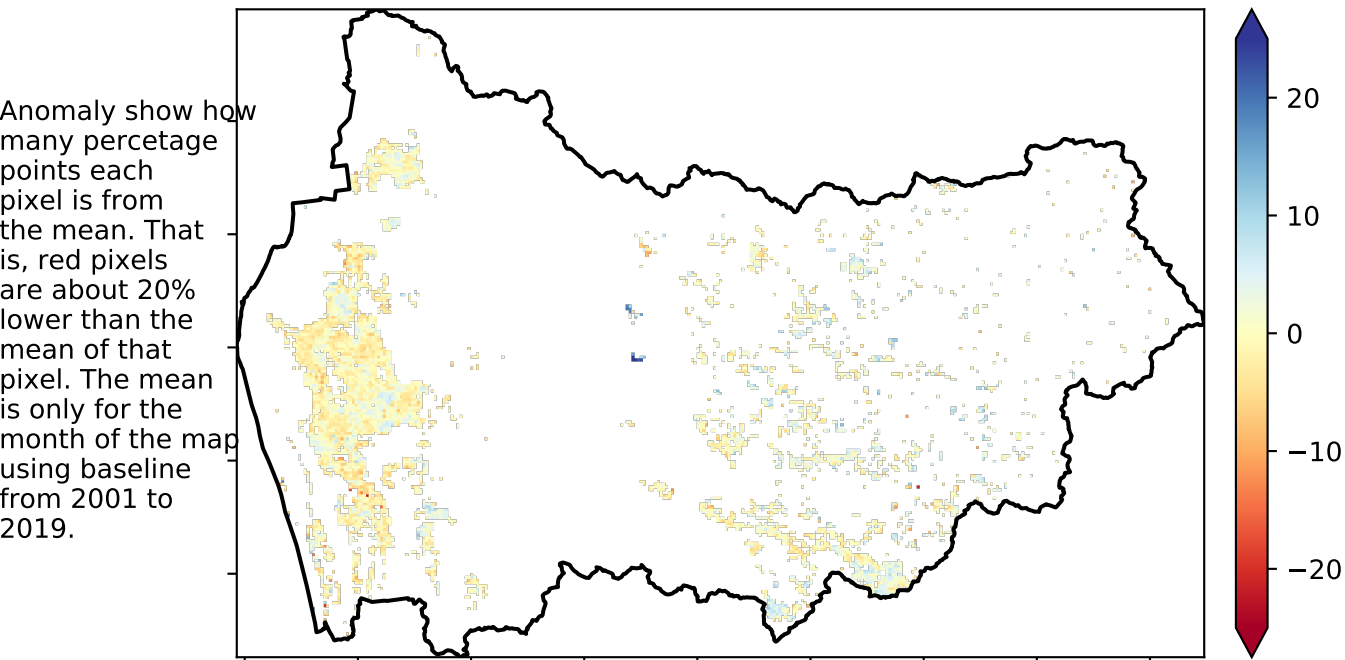 Anomaly show how
many percetage
points each
pixel is from
the mean. That
is, red pixels
are about 20%
lower than the
mean of that
pixel. The mean
is only for the
month of the map
using baseline
from 2001 to
2019.
20
10
0
−10
−20